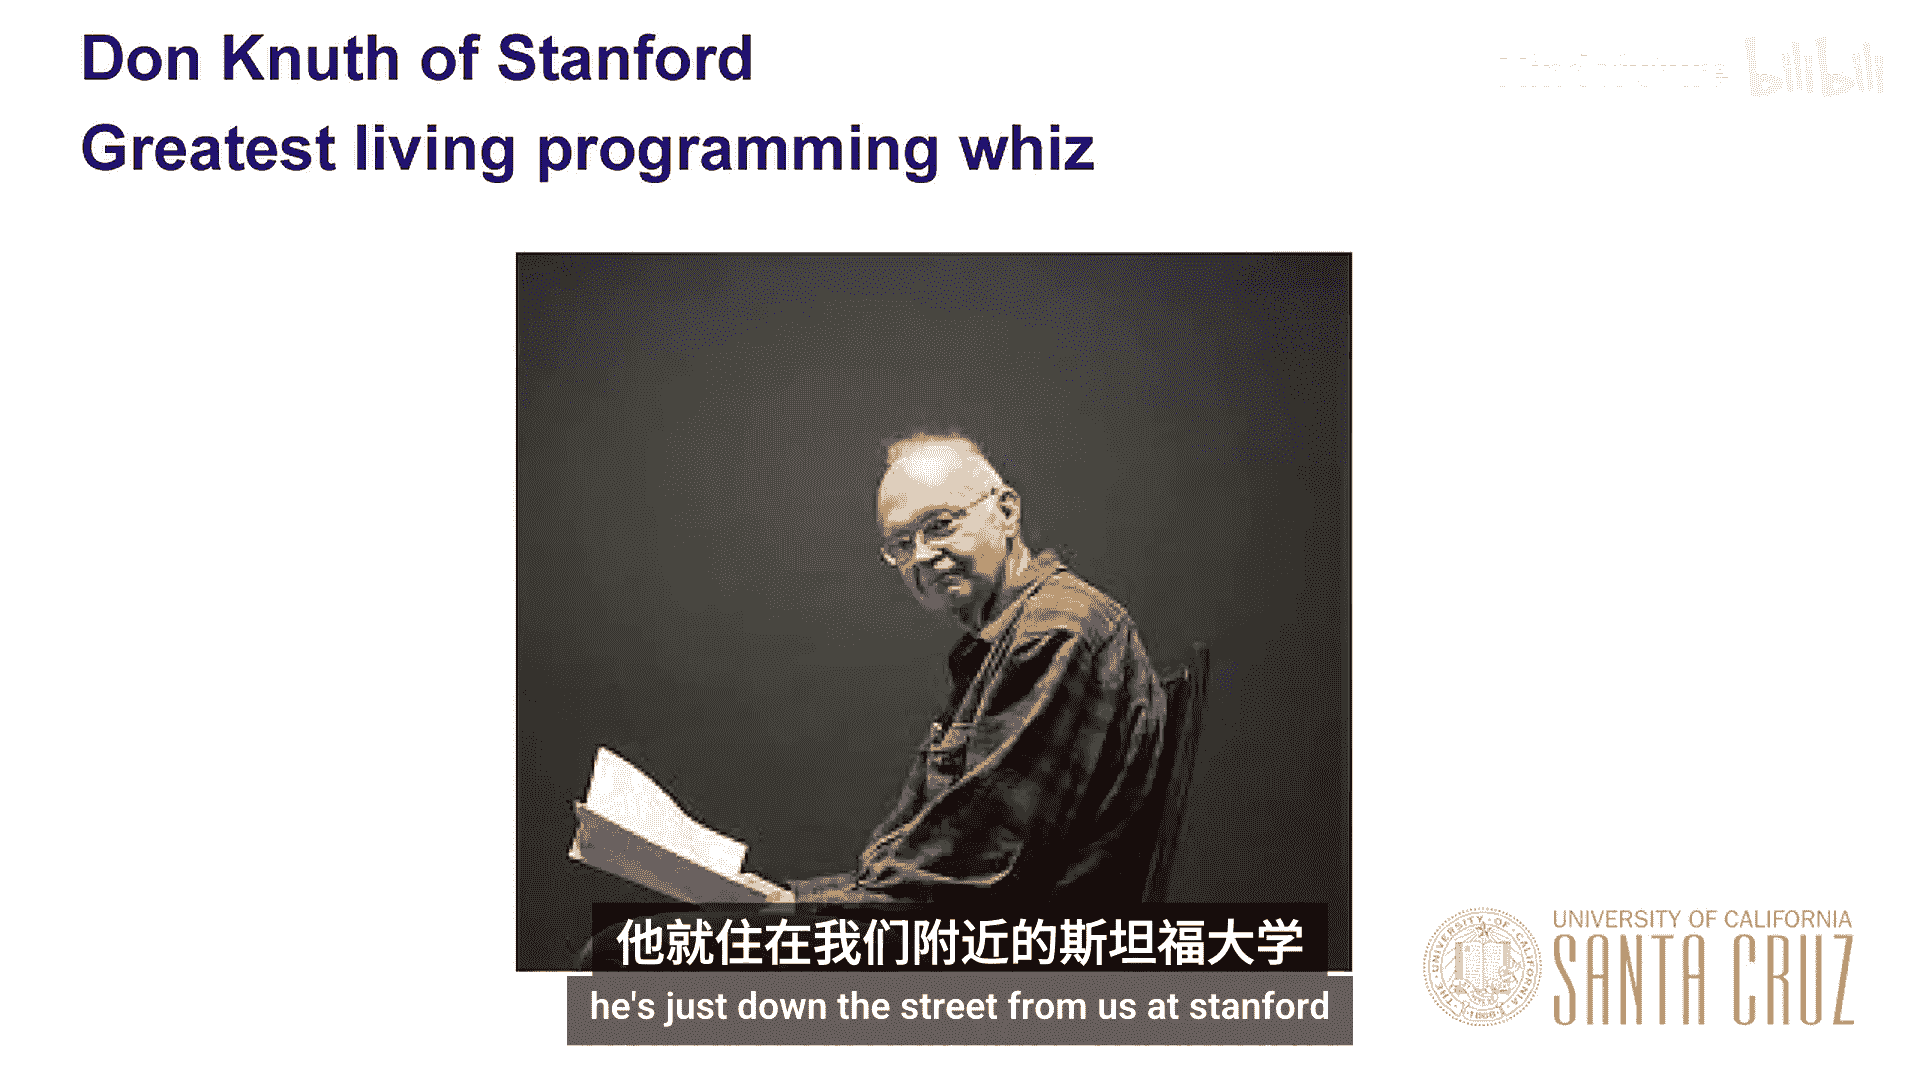 Don Knuth of Stanford
Greatest living programming whiz
bilibili
他就住在我们附近的斯坦福大学
he's just down the street from us at stanford
UNIVERSITY OF CALIFORNIA
SANTA CRUZ